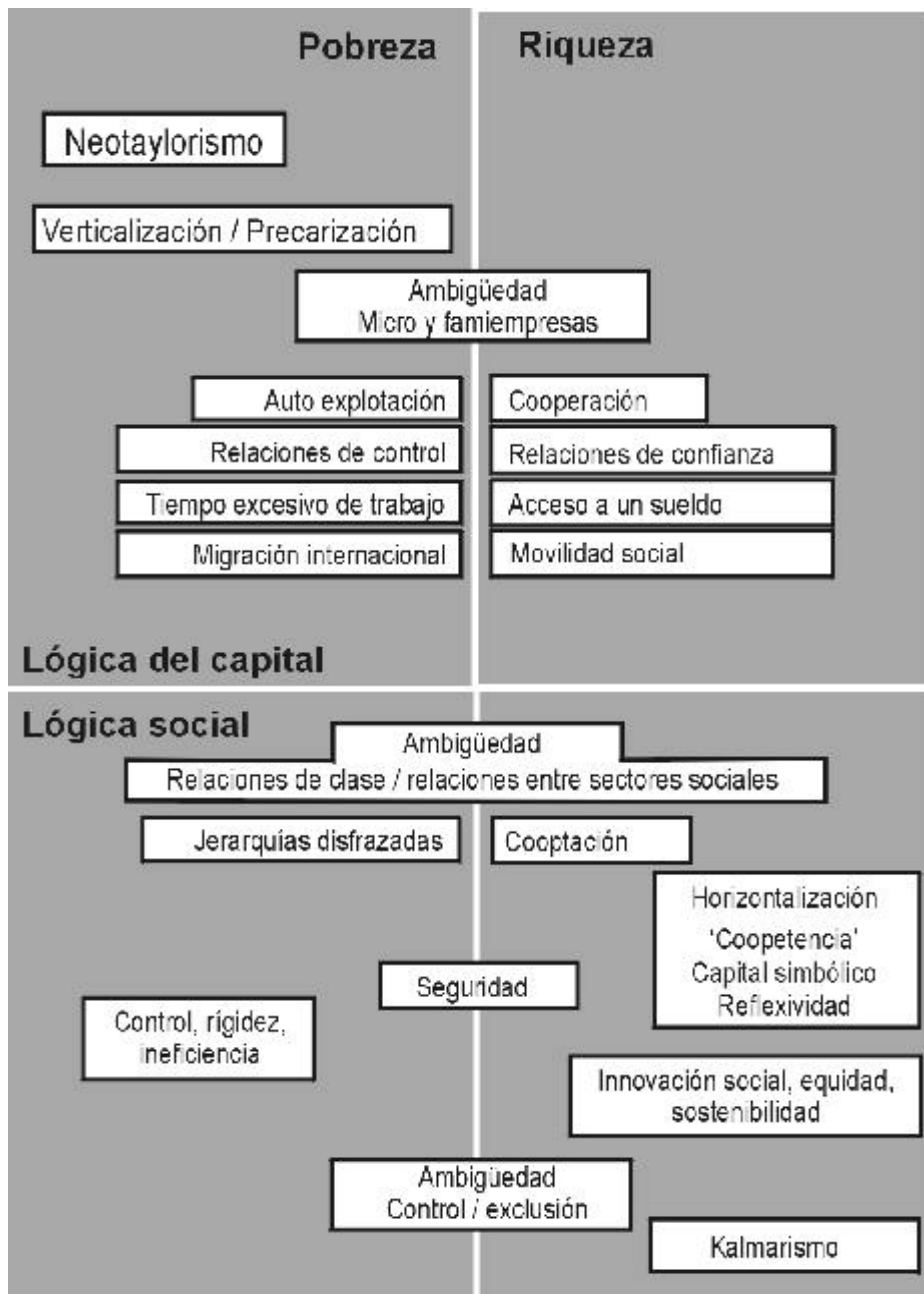 Pobreza
Riqueza
Neotaylorismo
Verticalización / Precarización
Ambigüedad
Micro y famiempresas
Auto explotación
Cooperación
Relaciones de control
Relaciones de confianza
Tiempo excesivo de trabajo
Acceso a un sueldo
Migración internacional
Movilidad social
Lógica del capital
Lógica social
Ambigüedad
Relaciones de clase / relaciones entre sectores sociales
Jerarquías disfrazadas
Cooptación
Horizontalización
'Coopetencia'
Capital simbólico
Reflexividad
Seguridad
Control, rígidez,
ineficiencia
Innovación social, equidad,
sostenibilidad
Ambigüedad
Control / exclusión
Kalmarismo